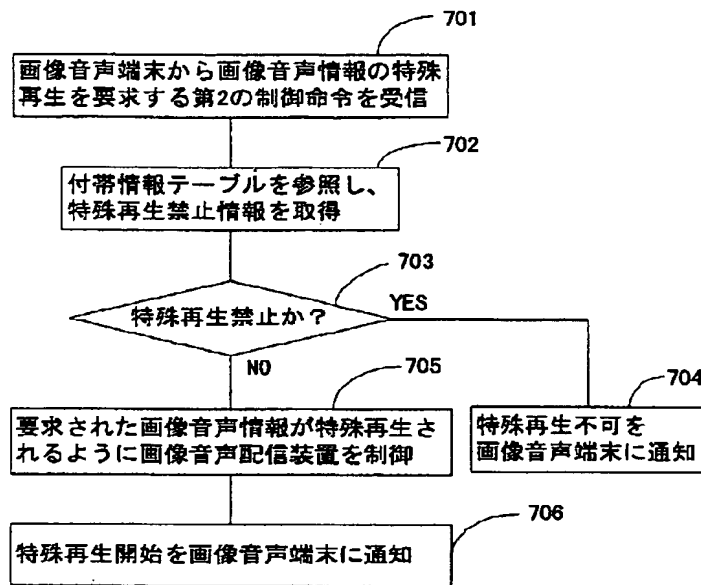 701
画像音声端末から画像音声情報の特殊
再生を要求する第2の制御命令を受信
702
付帯情報テーブルを参照し、
特殊再生禁止情報を取得
703
特殊再生禁止か？
YES
NO
705
要求された画像音声情報が特殊再生さ
れるように画像音声配信装置を制御
704
特殊再生不可を
画像音声端末に通知
706
特殊再生開始を画像音声端末に通知